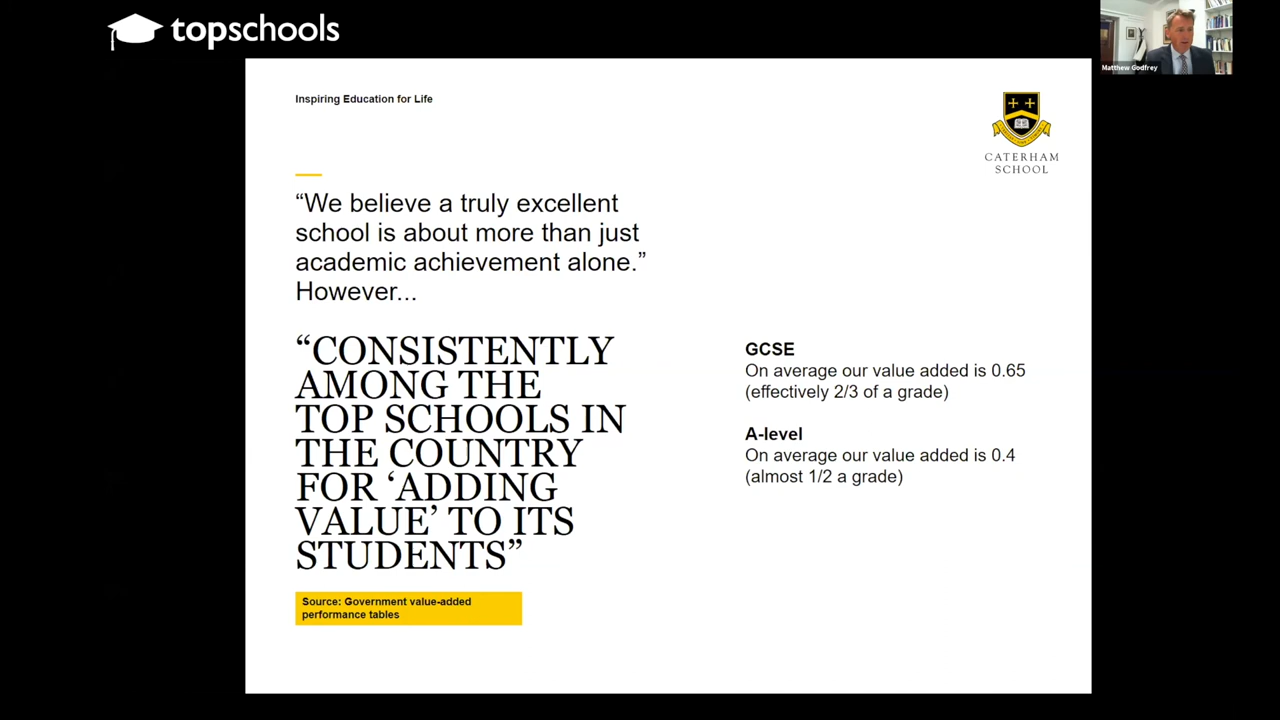 topschools
Matthew Godfrey
Inspiring Education for Life
CATERHAM
SCHOOL
“We believe a truly excellent
school is about more than just
academic achievement alone.”
However...
“CONSISTENTLY
AMONG THE
TOP SCHOOLS IN
THE COUNTRY
FOR ‘ADDING
VALUE’ TO ITS
STUDENTS”
Source: Government value-added
performance tables
GCSE
On average our value added is 0.65
(effectively 2/3 of a grade)
A-level
On average our value added is 0.4
(almost 1/2 a grade)